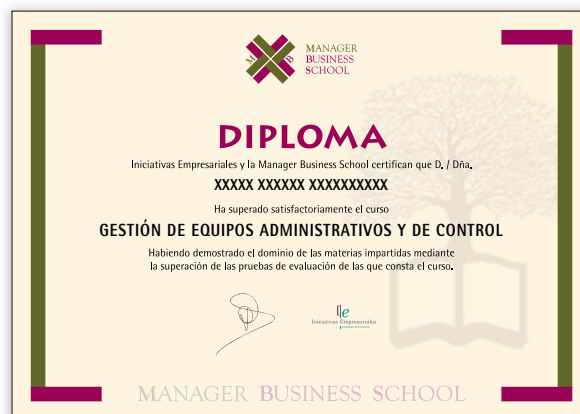 M B
MANAGER
BUSINESS
SCHOOL
DIPLOMA
Iniciativas Empresariales y la Manager Business School certifican que D. / Dña.
XXXXX XXXXXX XXXXXXXXXX
Ha superado satisfactoriamente el curso
GESTIÓN DE EQUIPOS ADMINISTRATIVOS Y DE CONTROL
Habiendo demostrado el dominio de las materias impartidas mediante
la superación de las pruebas de evaluación de las que consta el curso.
Iniciativas Empresariales
MANAGER BUSINESS SCHOOL